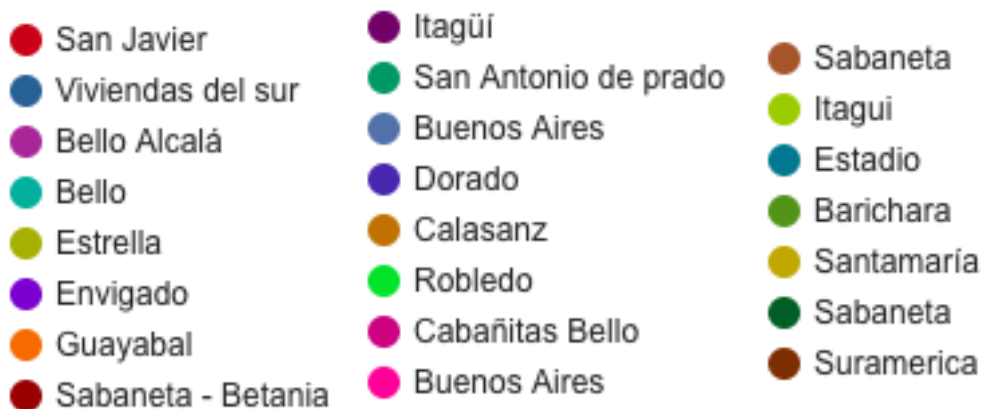 San Javier
Viviendas del sur
Bello Alcalá
Bello
Estrella
Envigado
Guayabal
Sabaneta - Betania
Itagüí
San Antonio de prado
Buenos Aires
Dorado
Calasanz
Robledo
Cabañitas Bello
Buenos Aires
Sabaneta
Itagui
Estadio
Barichara
Santamaría
Sabaneta
Suramerica